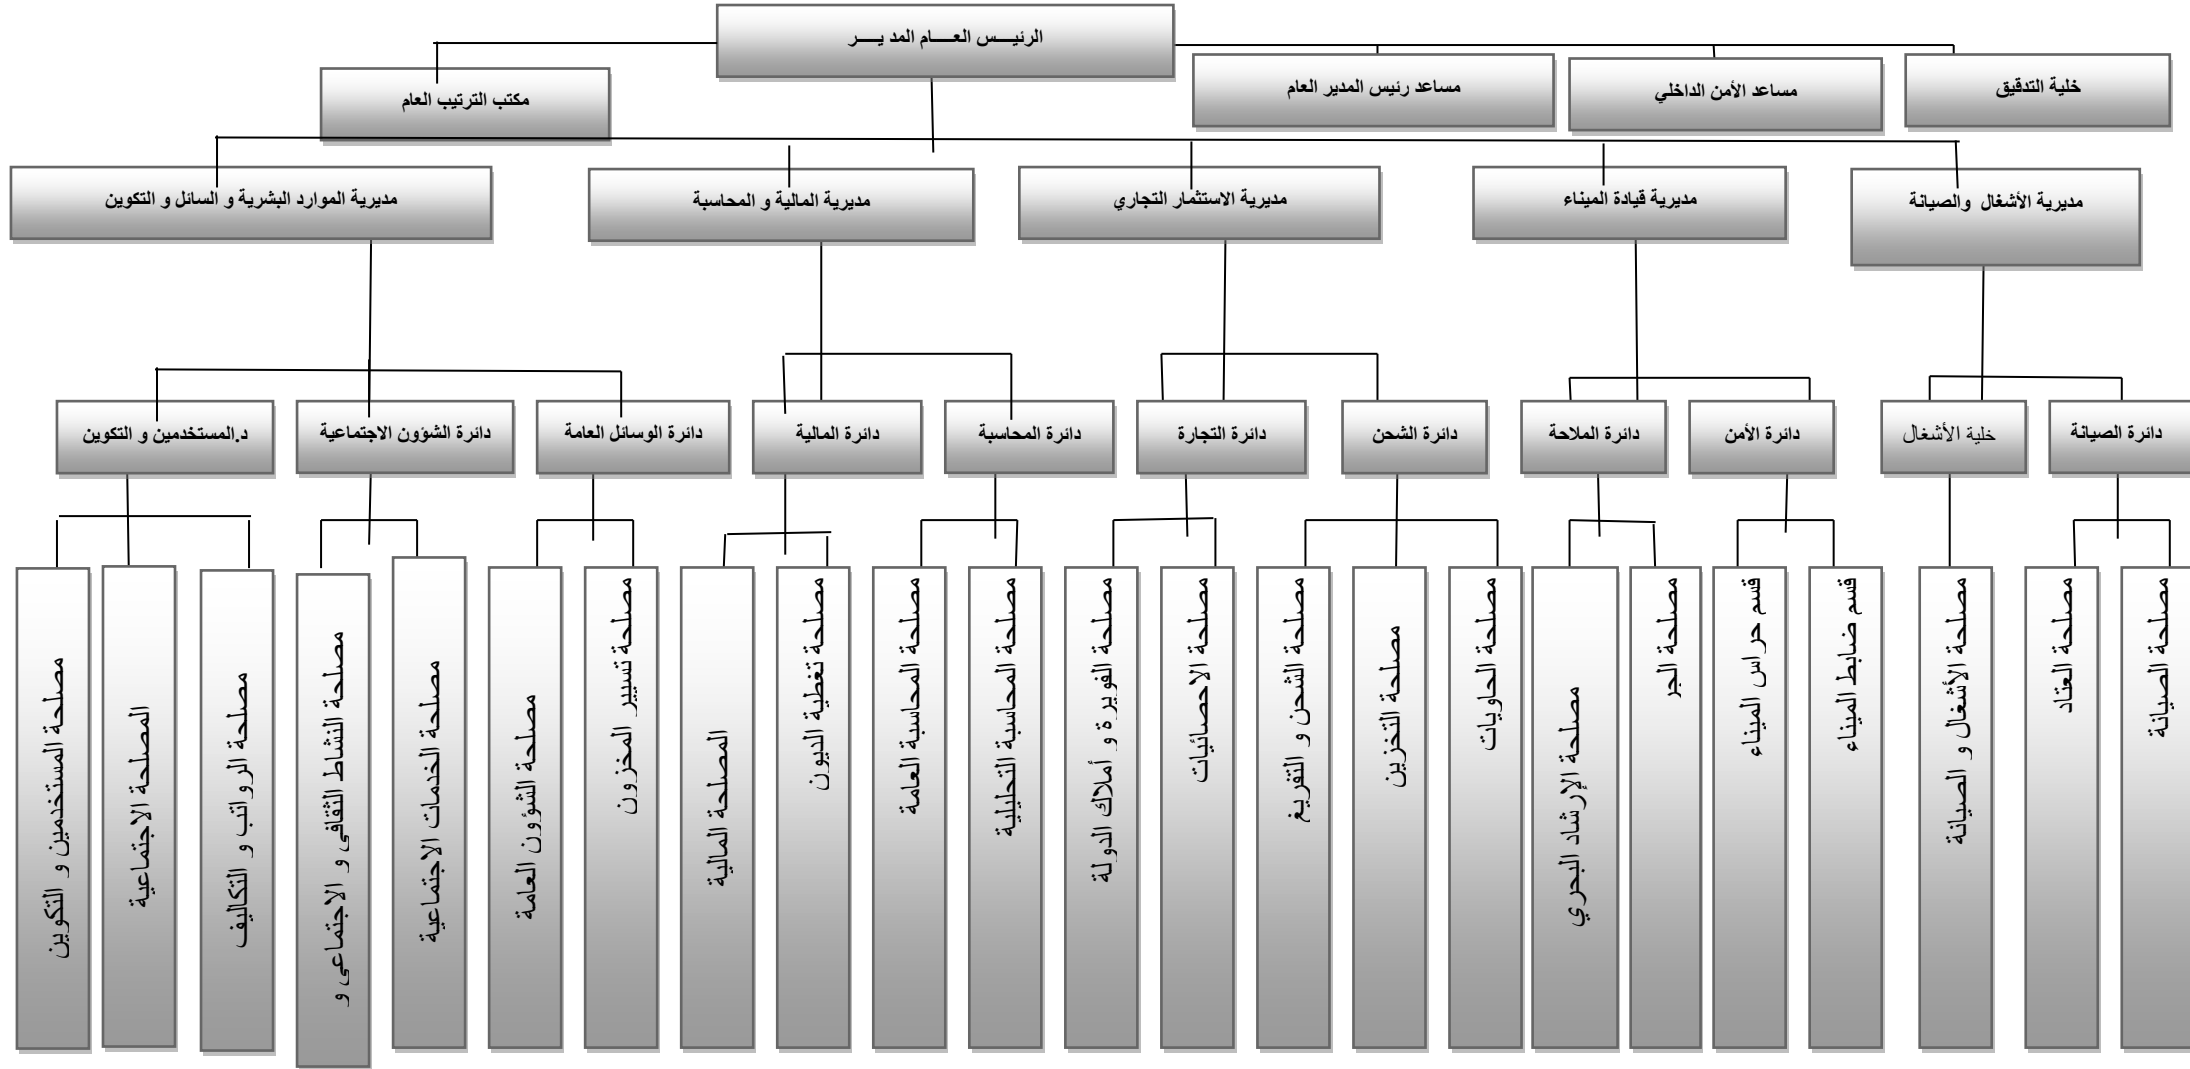 الرئيـــس العــــام المد يـــــر
خلية التدقيق
مساعد الأمن الداخلي
مساعد رئيس المدير العام
مكتب الترتيب العام
مديرية الأشغال والصيانة
مديرية قيادة الميناء
مديرية الاستثمار التجاري
مديرية المالية و المحاسبة
مديرية الموارد البشرية و السائل و التكوين
دائرة الصيانة
خلية الأشغال
دائرة الأمن
دائرة الملاحة
دائرة الشحن
دائرة التجارة
دائرة المحاسبة
دائرة المالية
دائرة الوسائل العامة
دائرة الشؤون الاجتماعية
د.المستخدمين و التكوين
مصلحة الصيانة
مصلحة العتاد
مصلحة الأشغال و الصيانة
قسم ضابط الميناء
قسم حراس الميناء
مصلحة الجر
مصلحة الإرشاد البحري
مصلحة الحاويات
مصلحة التخزين
مصلحة الشحن و التفريغ
مصلحة الاحصائيات
مصلحة الفويرة و أملاك الدولة
مصلحة المحاسبة التحليلية
مصلحة المحاسبة العامة
مصلحة تغطية الديون
المصلحة المالية
مصلحة تسيير المخزون
مصلحة الشؤون العامة
مصلحة الخدمات الاجتماعية
مصلحة النشاط الثقافي و الاجتماعي و
مصلحة الرواتب و التكاليف
المصلحة الاجتماعية
مصلحة المستخدمين و التكوين